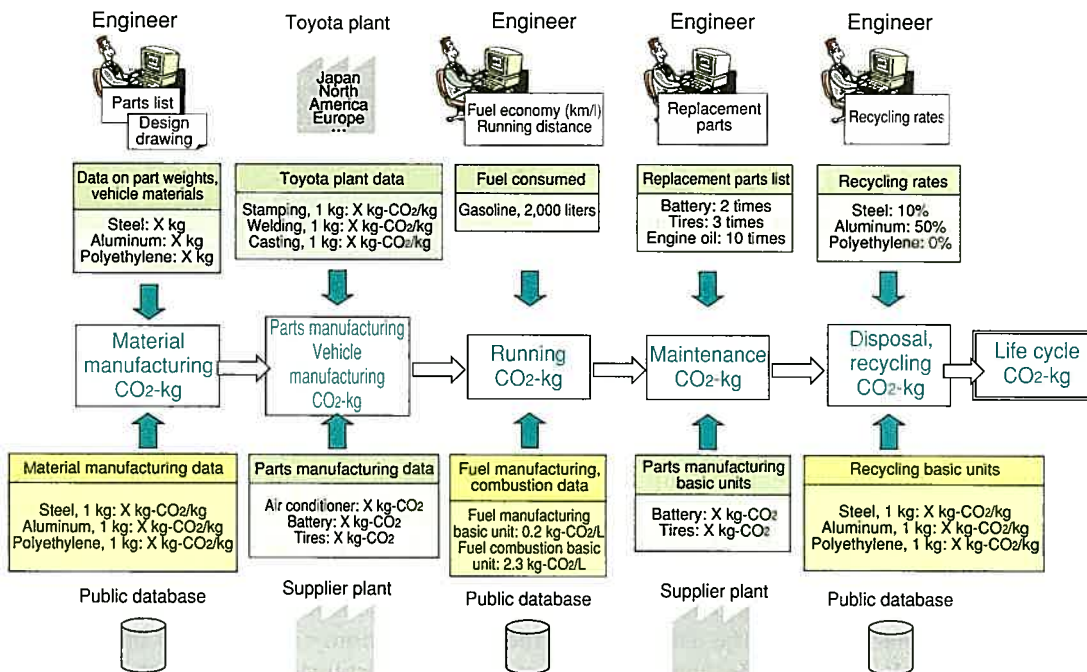 Engineer
Toyota plant
Engineer
Engineer
Engineer
Parts list
Design
drawing
Japan
North
America
Europe
...
Fuel economy (km/l)
Running distance
Replacement
parts
Recycling rates
Data on part weights,
vehicle materials
Steel: X kg
Aluminum: X kg
Polyethylene: X kg
Toyota plant data
Stamping, 1 kg: X kg-CO2/kg
Welding, 1 kg: X kg-CO2/kg
Casting, 1 kg: X kg-CO2/kg
Fuel consumed
Gasoline, 2,000 liters
Replacement parts list
Battery: 2 times
Tires: 3 times
Engine oil: 10 times
Recycling rates
Steel: 10%
Aluminum: 50%
Polyethylene: 0%
Material
manufacturing
CO2-kg
Parts manufacturing
Vehicle
manufacturing
CO2-kg
Running
CO2-kg
Maintenance
CO2-kg
Disposal,
recycling
CO2-kg
Life cycle
CO2-kg
Material manufacturing data
Steel, 1 kg: X kg-CO2/kg
Aluminum, 1 kg: X kg-CO2/kg
Polyethylene, 1 kg: X kg-CO2/kg
Parts manufacturing data
Air conditioner: X kg-CO2
Battery: X kg-CO2
Tires: X kg-CO2
Fuel manufacturing,
combustion data
Fuel manufacturing
basic unit: 0.2 kg-CO2/L
Fuel combustion basic
unit: 2.3 kg-CO2/L
Parts manufacturing
basic units
Battery: X kg-CO2
Tires: X kg-CO2
Recycling basic units
Steel, 1 kg: X kg-CO2/kg
Aluminum, 1 kg: X kg-CO2/kg
Polyethylene, 1 kg: X kg-CO2/kg
Public database
Supplier plant
Public database
Supplier plant
Public database